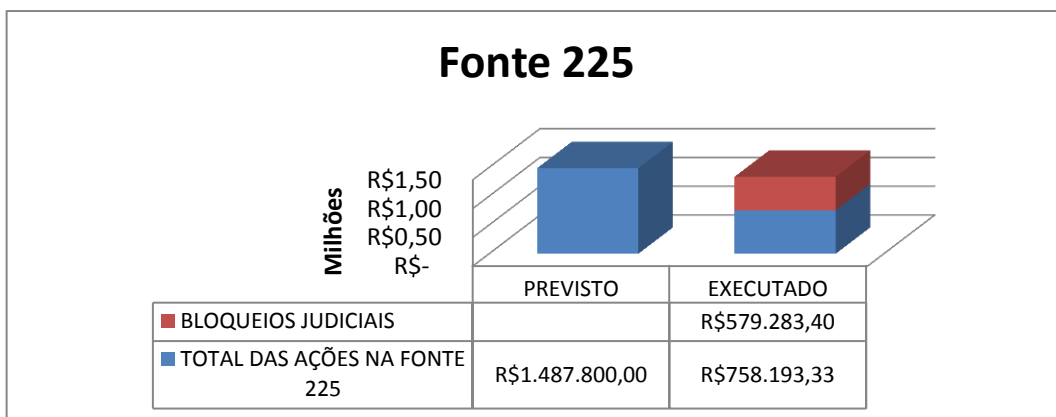 Fonte 225
Milhões
R$1,50
R$1,00
R$0,50
R$-
PREVISTO EXECUTADO
BLOQUEIOS JUDICIAIS R$579.283,40
TOTAL DAS AÇÕES NA FONTE
225 R$1.487.800,00 R$758.193,33